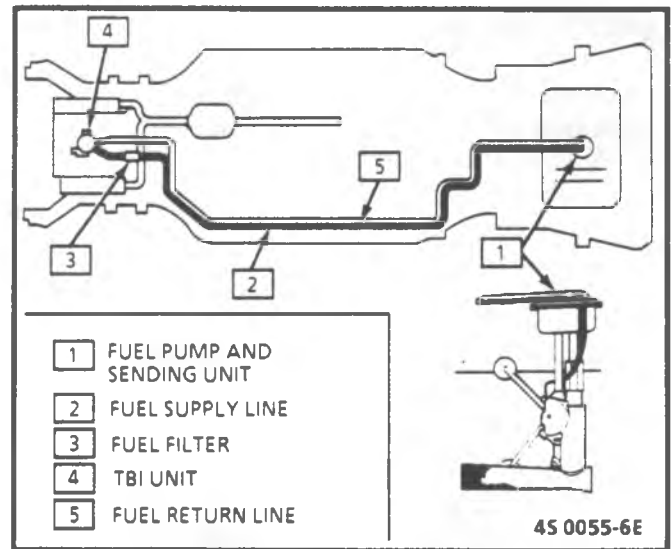 4
5
3
2
1
1 FUEL PUMP AND
SENDING UNIT
2 FUEL SUPPLY LINE
3 FUEL FILTER
4 TBI UNIT
5 FUEL RETURN LINE
4S 0055-6E